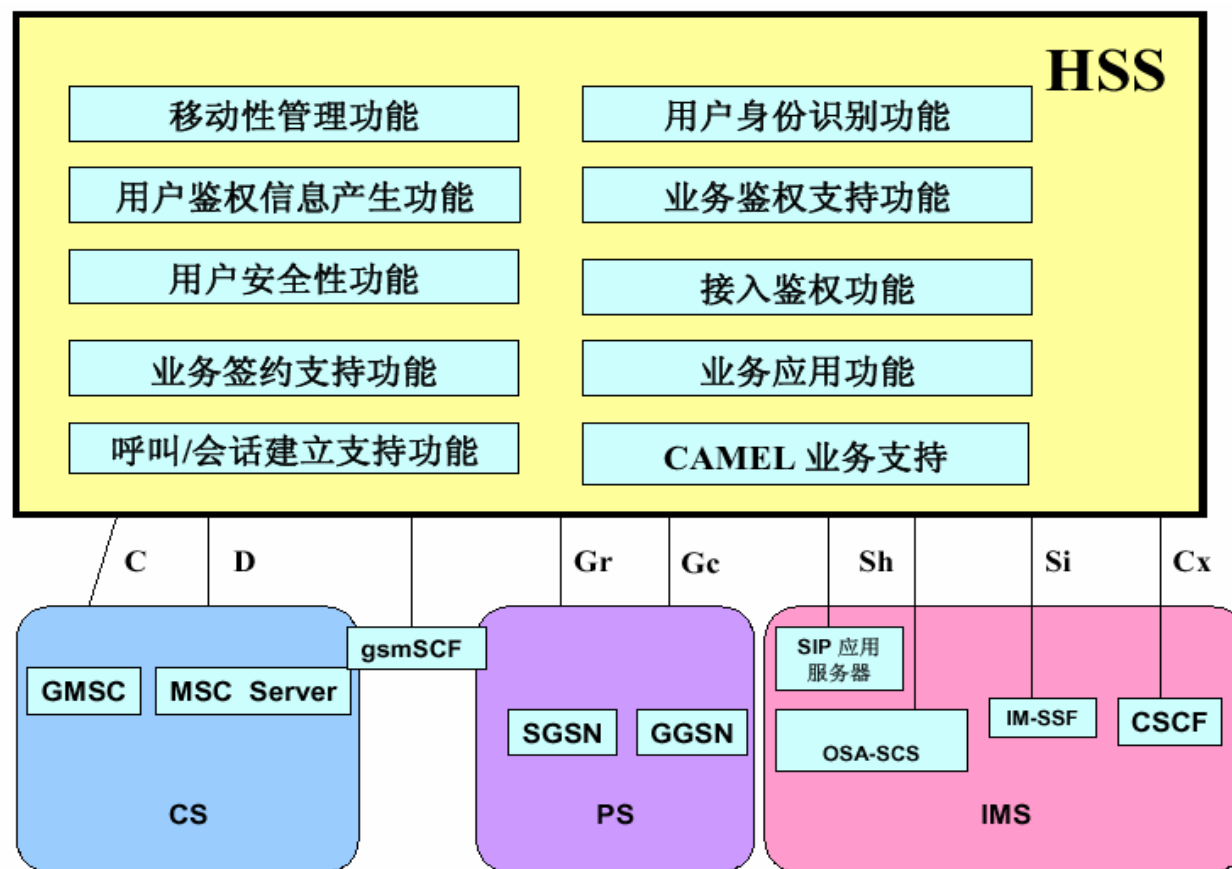 HSS
移动性管理功能
用户身份识别功能
用户鉴权信息产生功能
业务鉴权支持功能
用户安全性功能
接入鉴权功能
业务签约支持功能
业务应用功能
呼叫/会话建立支持功能
CAMEL 业务支持
C
D
Gr
Gc
Sh
Si
Cx
gsmSCF
SIP 应用
服务器
GMSC
MSC Server
SGSN
GGSN
OSA-SCS
IM-SSF
CSCF
CS
PS
IMS